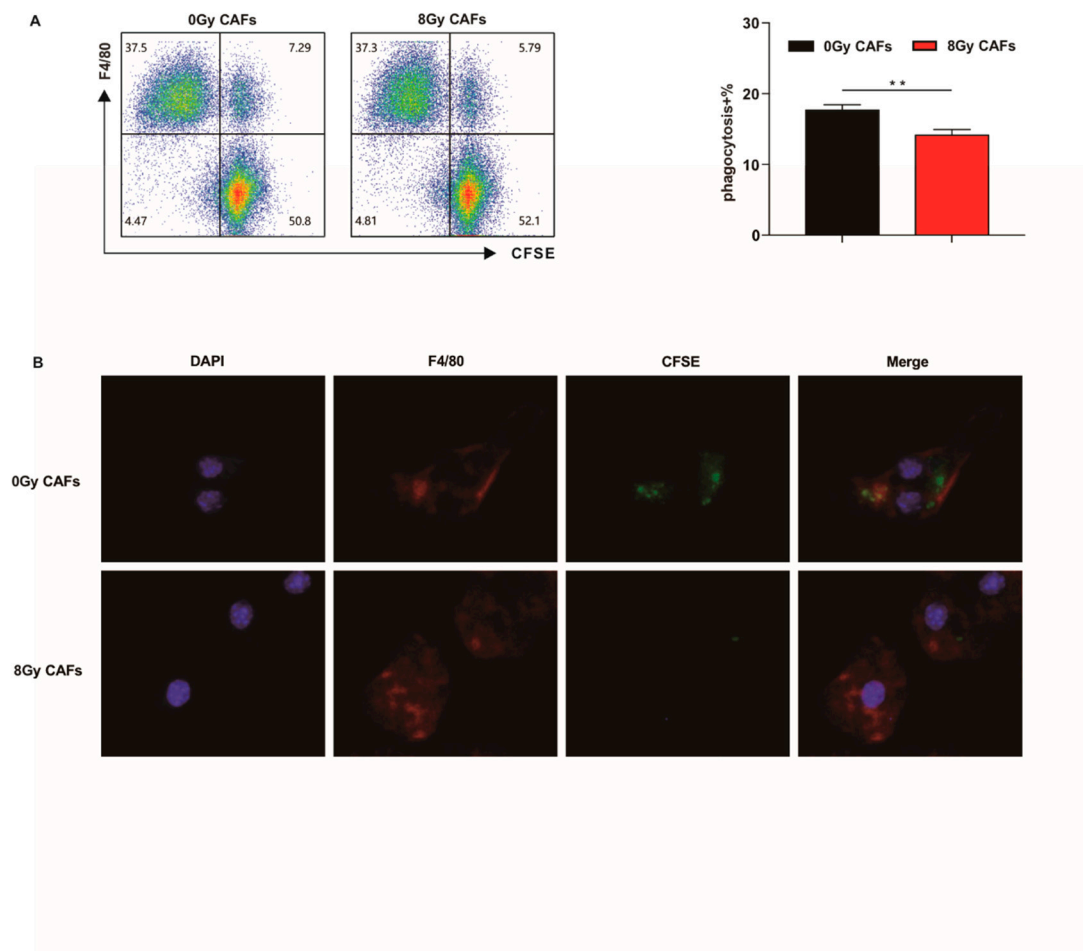 A
0Gy CAFs
8Gy CAFs
F4/80
37.5
7.29
4.47
50.8
37.3
5.79
4.81
52.1
CFSE
30
20
10
0
phagocytosis+%
0Gy CAFs
8Gy CAFs
**
B
DAPI
F4/80
CFSE
Merge
0Gy CAFs
8Gy CAFs